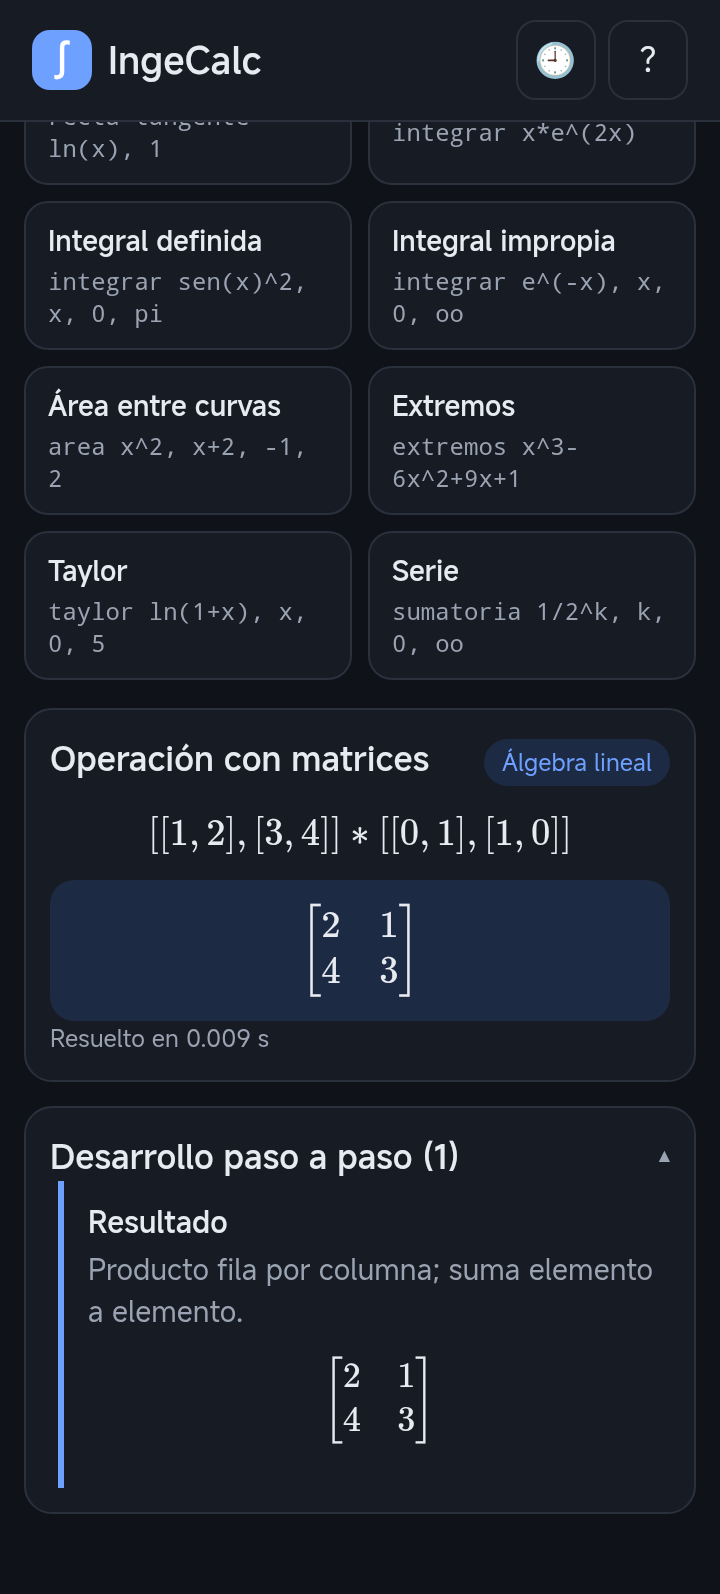 ∫ IngeCalc ?
ln(x), 1
integrar x*e^(2x)
Integral definida
integrar sen(x)^2,
x, 0, pi
Integral impropia
integrar e^(-x), x,
0, oo
Área entre curvas
area x^2, x+2, -1,
2
Extremos
extremos x^3-
6x^2+9x+1
Taylor
taylor ln(1+x), x,
0, 5
Serie
sumatoria 1/2^k, k,
0, oo
Operación con matrices
Álgebra lineal
[[1, 2], [3, 4]] * [[0, 1], [1, 0]]
2 1
4 3
Resuelto en 0.009 s
Desarrollo paso a paso (1)
Resultado
Producto fila por columna; suma elemento
a elemento.
2 1
4 3